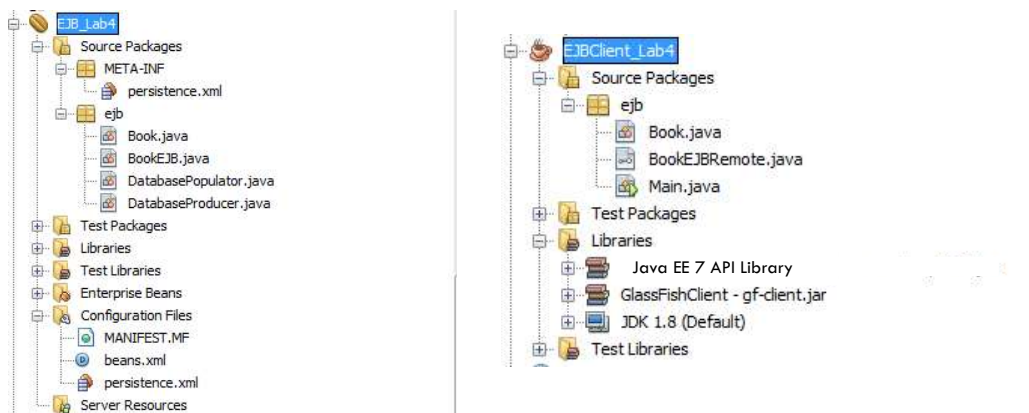 EJB_Lab4
Source Packages
META-INF
persistence.xml
ejb
Book.java
BookEJB.java
DatabasePopulator.java
DatabaseProducer.java
Test Packages
Libraries
Test Libraries
Enterprise Beans
Configuration Files
MANIFEST.MF
beans.xml
persistence.xml
Server Resources
EJBClient_Lab4
Source Packages
ejb
Book.java
BookEJBRemote.java
Main.java
Test Packages
Libraries
Java EE 7 API Library
GlassFishClient - gf-client.jar
JDK 1.8 (Default)
Test Libraries